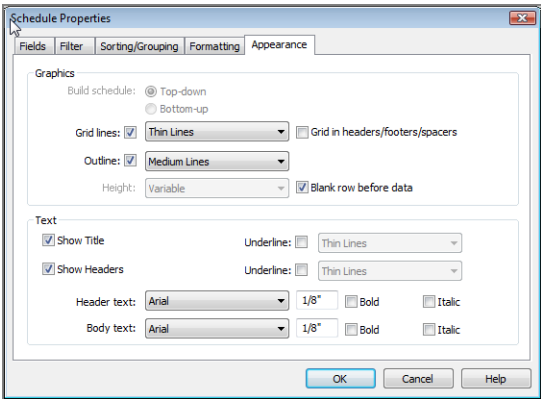 Schedule Properties
Fields Filter Sorting/Grouping Formatting Appearance
Graphics
Build schedule: Top-down
Bottom-up
Grid lines: Thin Lines Grid in headers/footers/spacers
Outline: Medium Lines
Height: Variable Blank row before data
Text
Show Title Underline: Thin Lines
Show Headers Underline: Thin Lines
Header text: Arial 1/8" Bold Italic
Body text: Arial 1/8" Bold Italic
OK Cancel Help